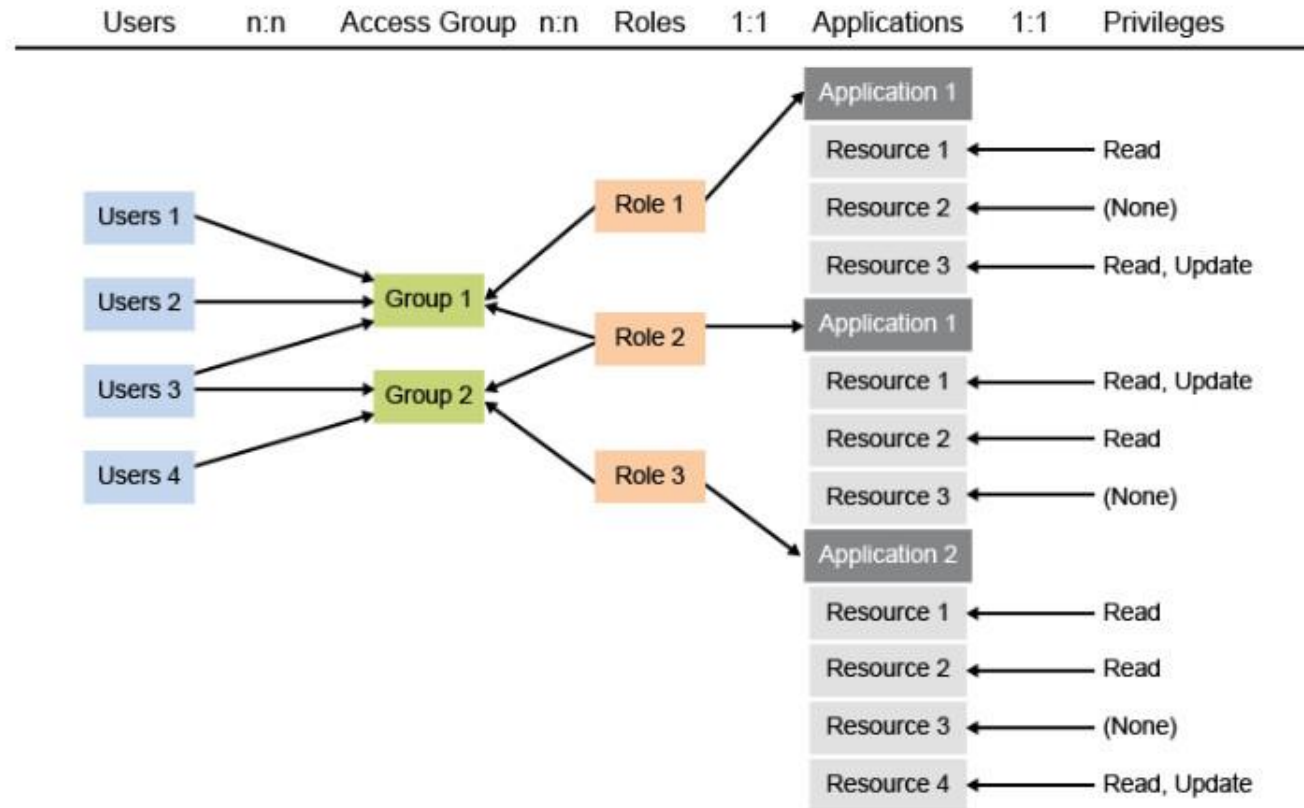 Users n:n Access Group n:n Roles 1:1 Applications 1:1 Privileges
Application 1
Resource 1 Read
Users 1 Role 1 Resource 2 (None)
Resource 3 Read, Update
Users 2 Group 1
Role 2 Application 1
Users 3 Group 2 Resource 1 Read, Update
Resource 2 Read
Users 4 Role 3 Resource 3 (None)
Application 2
Resource 1 Read
Resource 2 Read
Resource 3 (None)
Resource 4 Read, Update